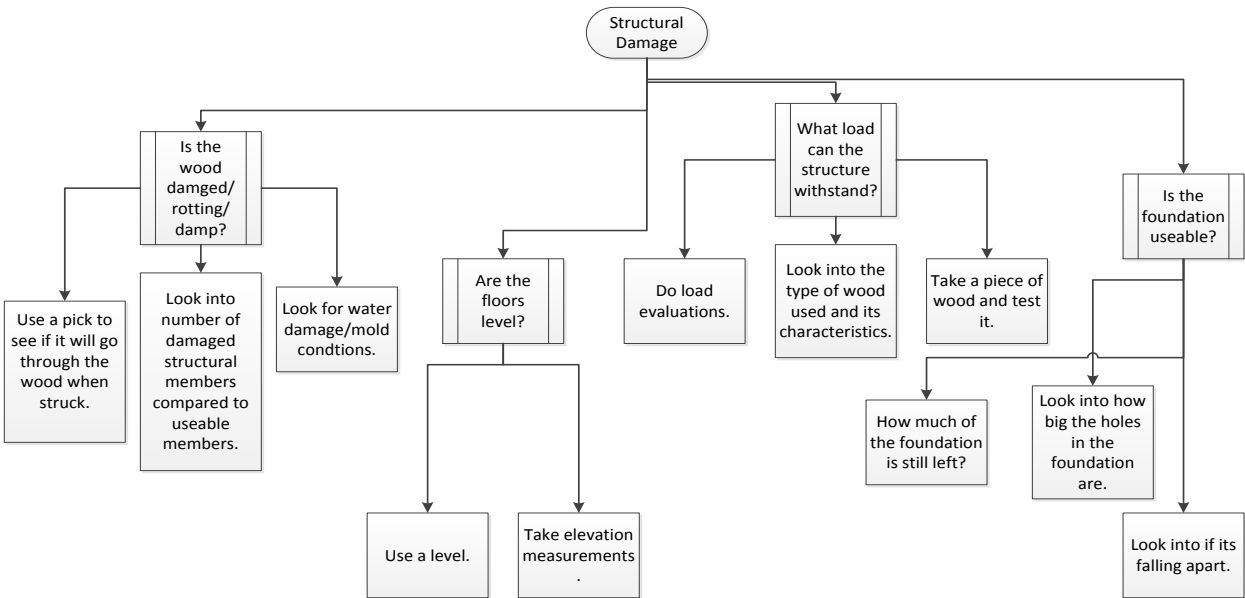 Structural
Damage
Is the
wood
damged/
rotting/
damp?
Use a pick to
see if it will go
through the
wood when
struck.
Look into
number of
damaged
structural
members
compared to
useable
members.
Look for water
damage/mold
condtions.
Are the
floors
level?
Use a level.
Take elevation
measurements
.
What load
can the
structure
withstand?
Do load
evaluations.
Look into the
type of wood
used and its
characteristics.
Take a piece of
wood and test
it.
Is the
foundation
useable?
How much of
the foundation
is still left?
Look into how
big the holes
in the
foundation
are.
Look into if its
falling apart.